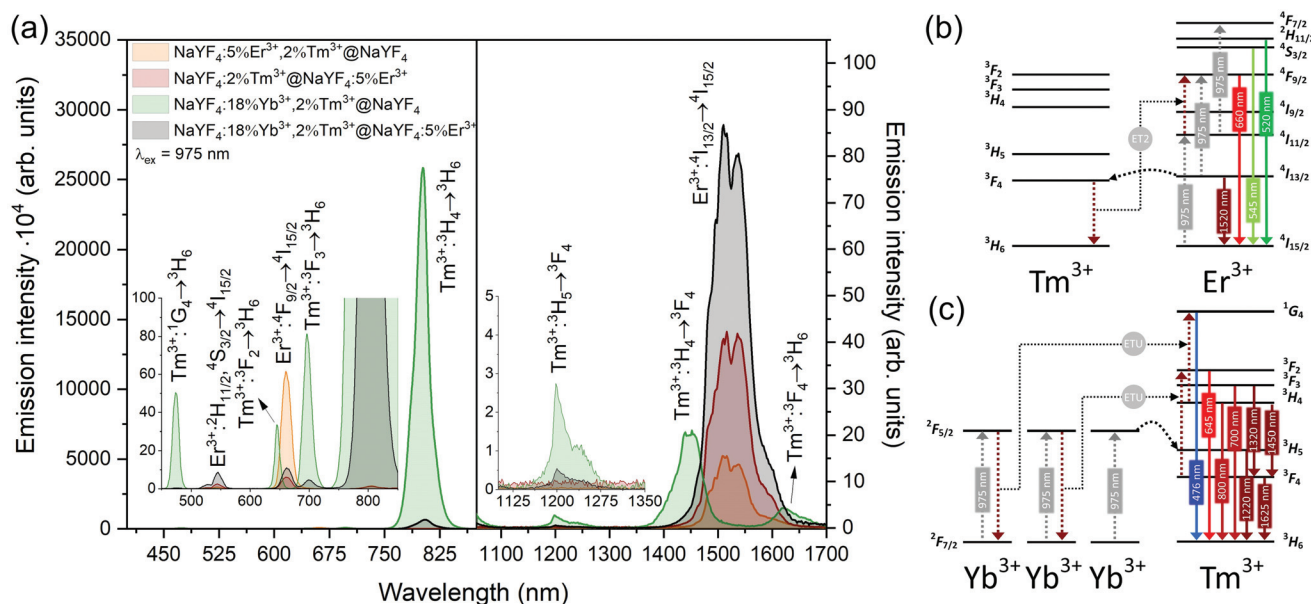 (a)
35000
30000
25000
20000
15000
10000
5000
0
Emission intensity ·10⁴ (arb. units)
NaYF₄:5%Er³⁺,2%Tm³⁺@NaYF₄
NaYF₄:2%Tm³⁺@NaYF₄:5%Er³⁺
NaYF₄:18%Yb³⁺,2%Tm³⁺@NaYF₄
NaYF₄:18%Yb³⁺,2%Tm³⁺@NaYF₄:5%Er³⁺
λex = 975 nm
Tm³⁺:¹G₄→³H₆
Er³⁺:²H₁₁/₂,⁴S₃/₂→⁴I₁₅/₂
Tm³⁺:³F₂→³H₆
Er³⁺:⁴F₉/₂→⁴I₁₅/₂
Tm³⁺:³F₃→³H₆
Tm³⁺:³H₄→³H₆
100
80
60
40
20
0
500 600 700 800
5
4
3
2
1
0
1125 1200 1275 1350
Tm³⁺:³H₅→³F₄
Tm³⁺:³H₄→³F₄
Er³⁺:⁴I₁₃/₂→⁴I₁₅/₂
Tm³⁺:³F₄→³H₆
100
90
80
70
60
50
40
30
20
10
0
Emission intensity (arb. units)
450 525 600 675 750 825 1100 1200 1300 1400 1500 1600 1700
Wavelength (nm)
(b)
³F₂
³F₃
³H₄
³H₅
³F₄
³H₆
Tm³⁺
ET2
975 nm
975 nm
975 nm
1520 nm
660 nm
545 nm
520 nm
⁴F₇/₂
²H₁₁/₂
⁴S₃/₂
⁴F₉/₂
⁴I₉/₂
⁴I₁₁/₂
⁴I₁₃/₂
⁴I₁₅/₂
Er³⁺
(c)
ETU
ETU
²F₅/₂
²F₇/₂
975 nm
975 nm
975 nm
Yb³⁺ Yb³⁺ Yb³⁺
476 nm
645 nm
800 nm
700 nm
1220 nm
1320 nm
1625 nm
1450 nm
¹G₄
³F₂
³F₃
³H₄
³H₅
³F₄
³H₆
Tm³⁺